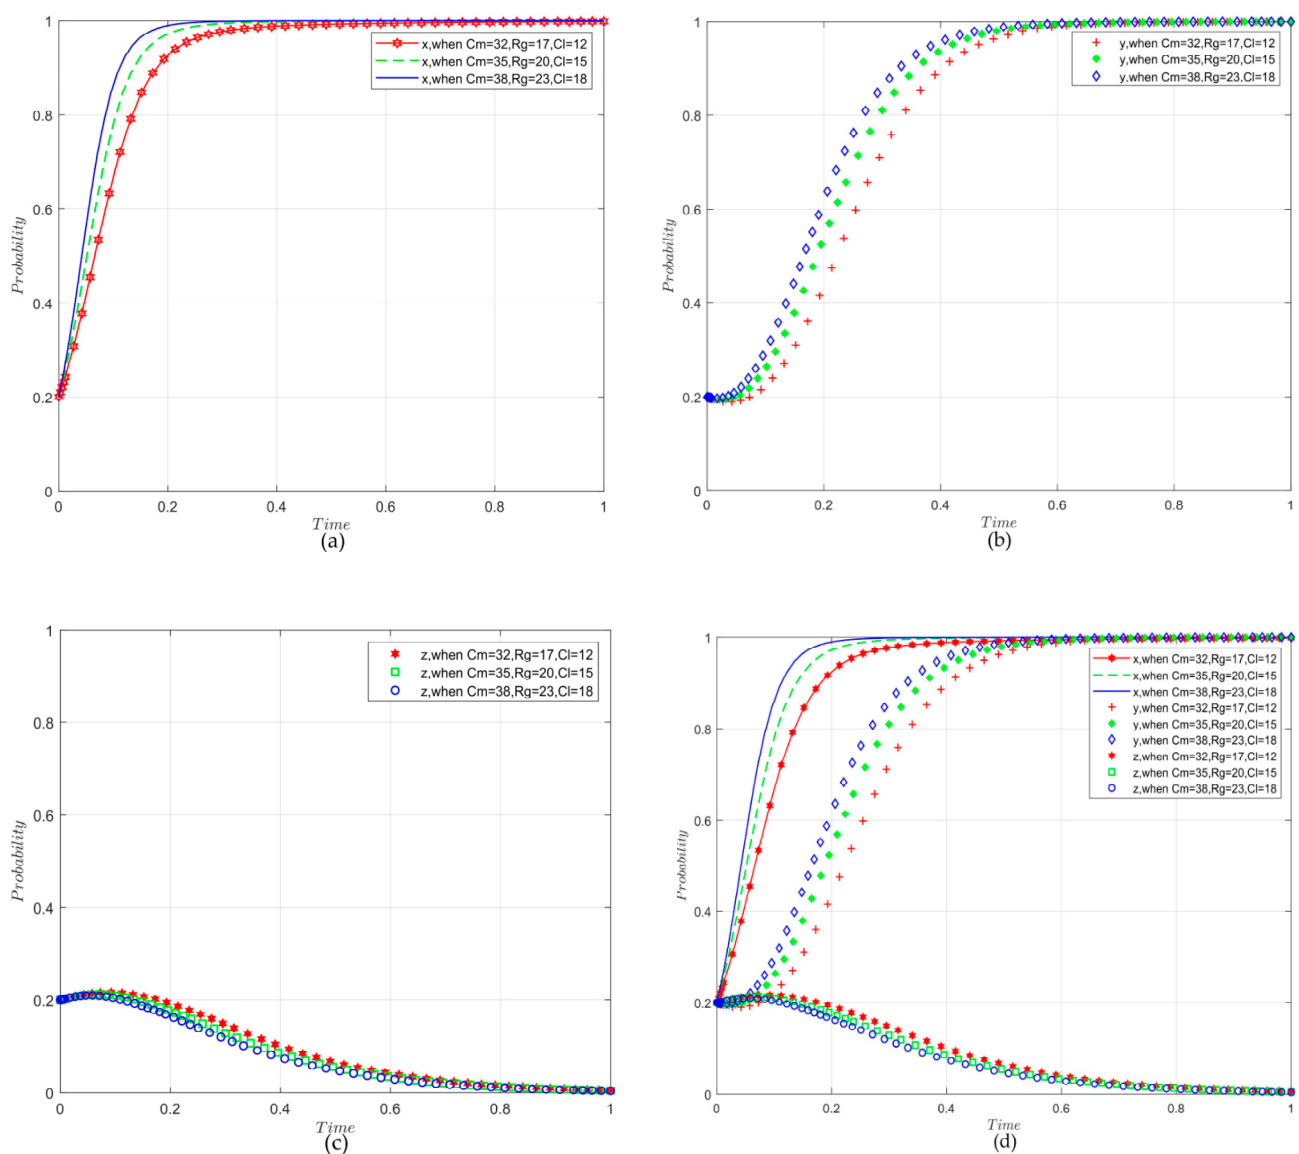 1
0.8
0.6
0.4
0.2
0
Probability
x,when Cm=32,Rg=17,Cl=12
x,when Cm=35,Rg=20,Cl=15
x,when Cm=38,Rg=23,Cl=18
0 0.2 0.4 0.6 0.8 1
Time
(a)
1
0.8
0.6
0.4
0.2
0
Probability
y,when Cm=32,Rg=17,Cl=12
y,when Cm=35,Rg=20,Cl=15
y,when Cm=38,Rg=23,Cl=18
0 0.2 0.4 0.6 0.8 1
Time
(b)
1
0.8
0.6
0.4
0.2
0
Probability
z,when Cm=32,Rg=17,Cl=12
z,when Cm=35,Rg=20,Cl=15
z,when Cm=38,Rg=23,Cl=18
0 0.2 0.4 0.6 0.8 1
Time
(c)
1
0.8
0.6
0.4
0.2
0
Probability
x,when Cm=32,Rg=17,Cl=12
x,when Cm=35,Rg=20,Cl=15
x,when Cm=38,Rg=23,Cl=18
y,when Cm=32,Rg=17,Cl=12
y,when Cm=35,Rg=20,Cl=15
y,when Cm=38,Rg=23,Cl=18
z,when Cm=32,Rg=17,Cl=12
z,when Cm=35,Rg=20,Cl=15
z,when Cm=38,Rg=23,Cl=18
0 0.2 0.4 0.6 0.8 1
Time
(d)